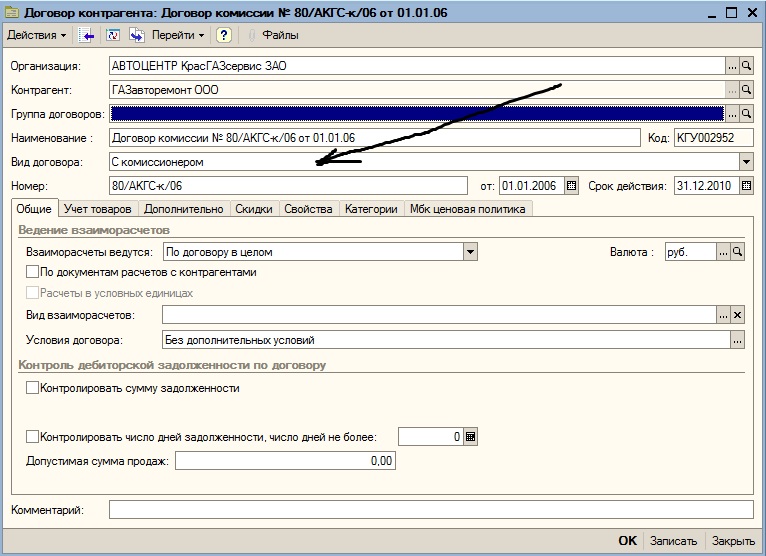 Договор контрагента: Договор комиссии № 80/АКГС-к/06 от 01.01.06
Действия Перейти ? Файлы
Организация: АВТОЦЕНТР КрасГАЗсервис ЗАО ...
Контрагент: ГАЗавторемонт ООО ...
Группа договоров: ...
Наименование : Договор комиссии № 80/АКГС-к/06 от 01.01.06 Код: КГУ002952
Вид договора: С комиссионером
Номер: 80/АКГС-к/06 от: 01.01.2006 Срок действия: 31.12.2010
Общие Учет товаров Дополнительно Скидки Свойства Категории Мбк ценовая политика
Ведение взаиморасчетов
Взаиморасчеты ведутся: По договору в целом Валюта : руб. ...
По документам расчетов с контрагентами
Расчеты в условных единицах
Вид взаиморасчетов: ... x
Условия договора: Без дополнительных условий ...
Контроль дебиторской задолженности по договору
Контролировать сумму задолженности
Контролировать число дней задолженности, число дней не более: 0
Допустимая сумма продаж: 0,00
Комментарий:
OK Записать Закрыть